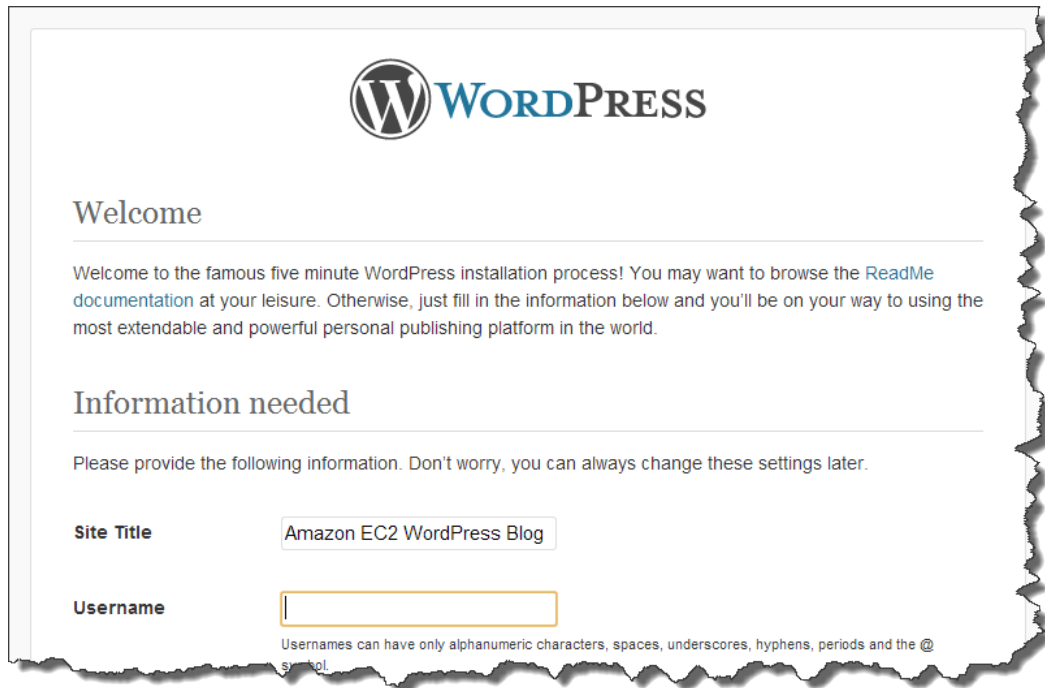 WORDPRESS
Welcome
Welcome to the famous five minute WordPress installation process! You may want to browse the ReadMe
documentation at your leisure. Otherwise, just fill in the information below and you'll be on your way to using the
most extendable and powerful personal publishing platform in the world.
Information needed
Please provide the following information. Don't worry, you can always change these settings later.
Site Title
Amazon EC2 WordPress Blog
Username
Usernames can have only alphanumeric characters, spaces, underscores, hyphens, periods and the @
symbol.